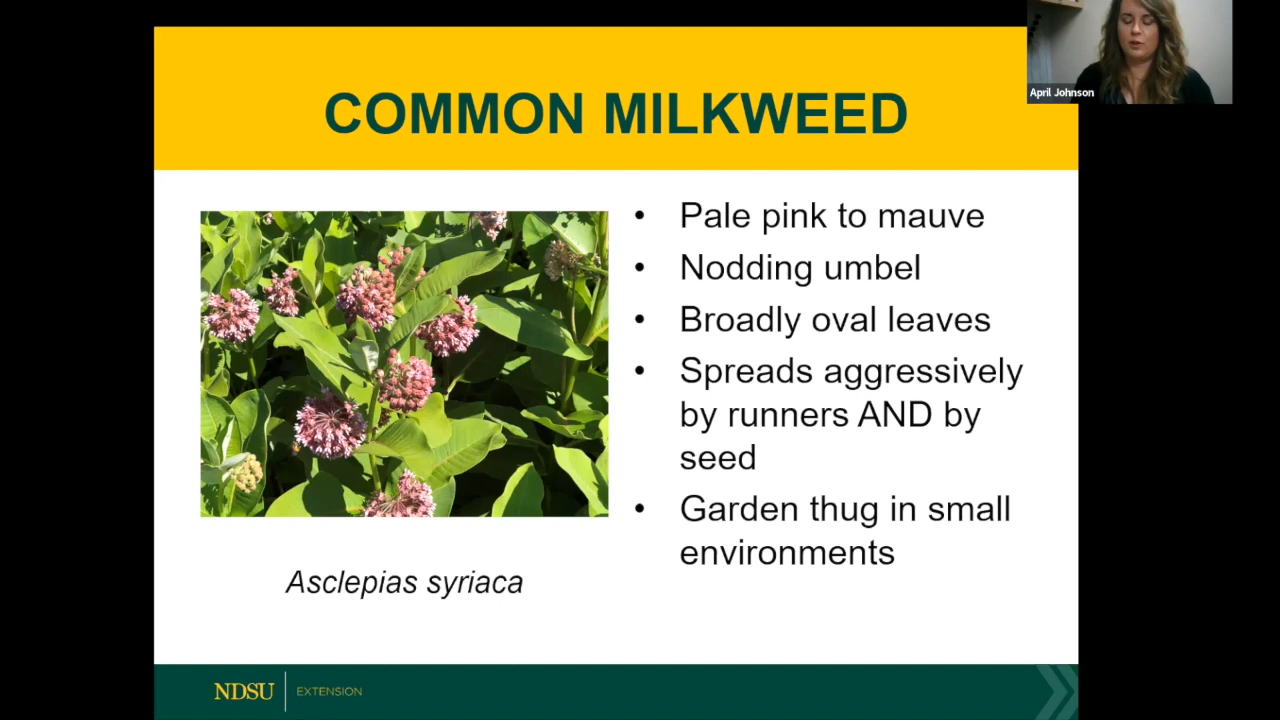 April Johnson
COMMON MILKWEED
• Pale pink to mauve
• Nodding umbel
• Broadly oval leaves
• Spreads aggressively
by runners AND by
seed
• Garden thug in small
environments
Asclepias syriaca
NDSU EXTENSION